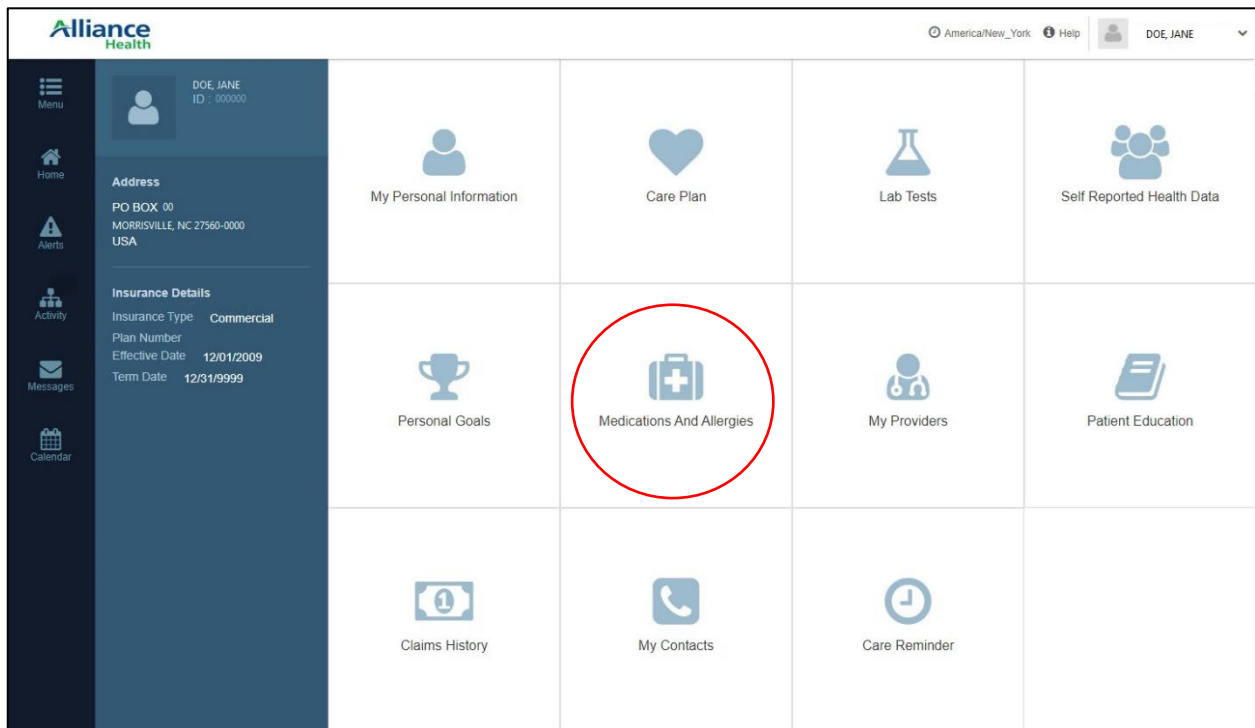 Alliance
Health
America/New_York Help DOE, JANE
Menu
Home
Alerts
Activity
Messages
Calendar
DOE, JANE
ID : 000000
Address
PO BOX 00
MORRISVILLE, NC 27560-0000
USA
Insurance Details
Insurance Type Commercial
Plan Number
Effective Date 12/01/2009
Term Date 12/31/9999
My Personal Information
Care Plan
Lab Tests
Self Reported Health Data
Personal Goals
Medications And Allergies
My Providers
Patient Education
1
Claims History
My Contacts
Care Reminder